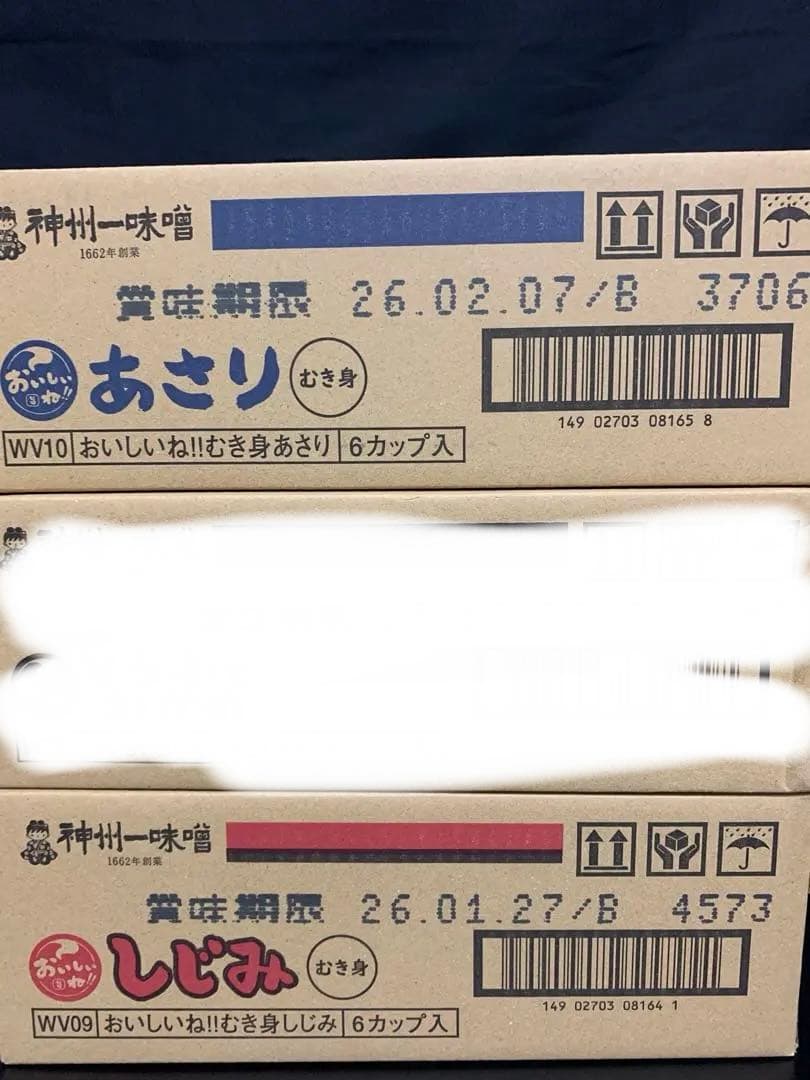 神州一味噌
1662年創業
賞味期限 26.02.07/B 3706
おいしいね!!
あさり むき身
149 02703 08165 8
WV10 おいしいね!!むき身あさり 6カップ入
神州一味噌
1662年創業
賞味期限 26.01.27/B 4573
おいしいね!!
しじみ むき身
149 02703 08164 1
WV09 おいしいね!!むき身しじみ 6カップ入